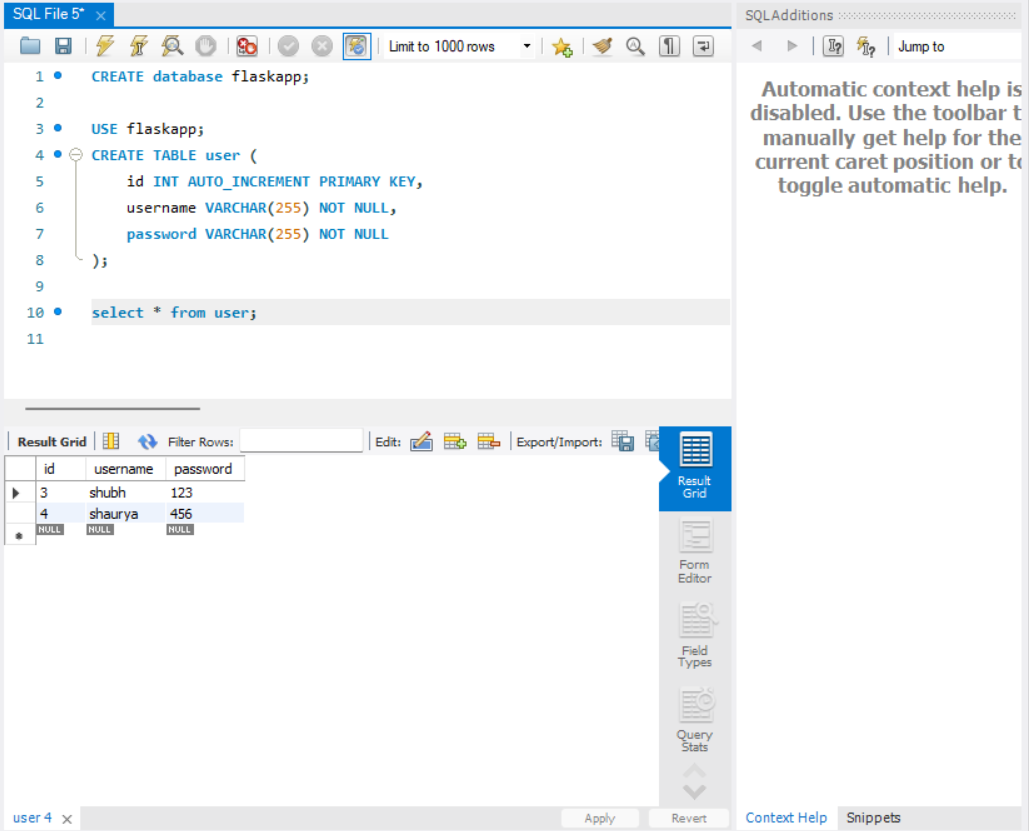 SQL File 5*
Limit to 1000 rows
1 CREATE database flaskapp;
2
3 USE flaskapp;
4 CREATE TABLE user (
5 id INT AUTO_INCREMENT PRIMARY KEY,
6 username VARCHAR(255) NOT NULL,
7 password VARCHAR(255) NOT NULL
8 );
9
10 select * from user;
11
Result Grid Filter Rows: Edit: Export/Import:
id username password
3 shubh 123
4 shaurya 456
NULL NULL NULL
Result
Grid
Form
Editor
Field
Types
Query
Stats
user 4
Apply Revert
SQLAdditions
Jump to
Automatic context help is
disabled. Use the toolbar t
manually get help for the
current caret position or to
toggle automatic help.
Context Help Snippets